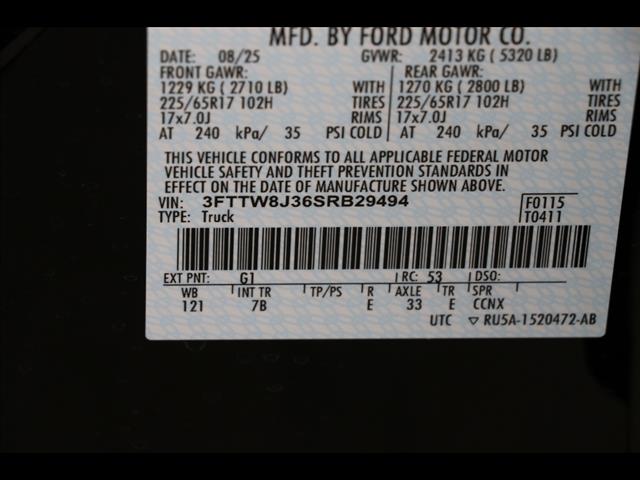 MFD. BY FORD MOTOR CO.
DATE: 08/25 GVWR: 2413 KG ( 5320 LB)
FRONT GAWR: REAR GAWR:
1229 KG ( 2710 LB) WITH 1270 KG ( 2800 LB) WITH
225/65R17 102H TIRES 225/65R17 102H TIRES
17x7.0J RIMS 17x7.0J RIMS
AT 240 kPa/ 35 PSI COLD AT 240 kPa/ 35 PSI COLD
THIS VEHICLE CONFORMS TO ALL APPLICABLE FEDERAL MOTOR
VEHICLE SAFETY AND THEFT PREVENTION STANDARDS IN
EFFECT ON THE DATE OF MANUFACTURE SHOWN ABOVE.
VIN: 3FTTW8J36SRB29494 F0115
TYPE: Truck T0411
EXT PNT: G1 RC: 53 DSO:
WB INT TR TP/PS R AXLE TR SPR
121 7B E 33 E CCNX
UTC ▽ RU5A-1520472-AB